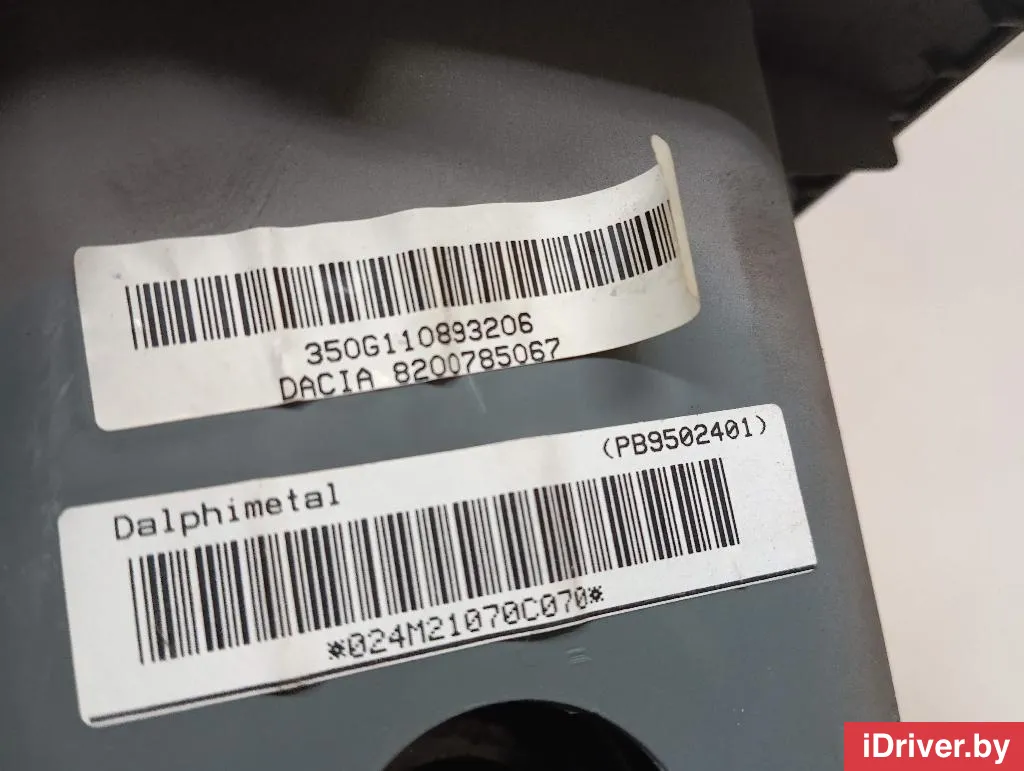 350G110893206
DACIA 8200785067
(PB9502401)
Dalphimetal
*024M21070C070*
iDriver.by